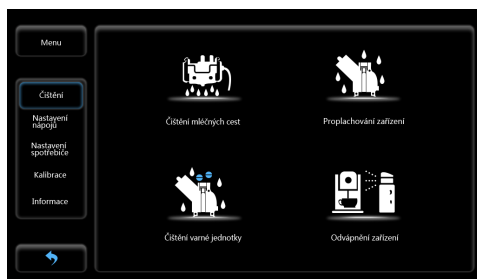 Menu
Čištění
Nastavení
nápojů
Nastavení
spotřebiče
Kalibrace
Informace
Čištění mléčných cest
Proplachování zařízení
Čištění varné jednotky
Odvápnění zařízení